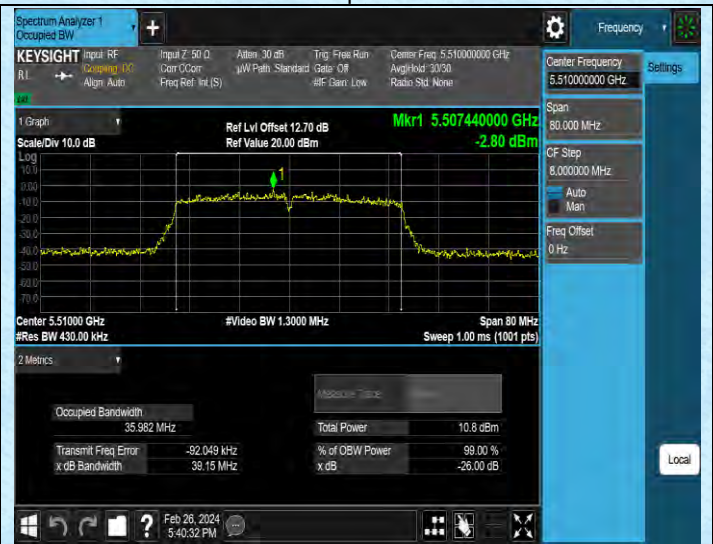 Spectrum Analyzer 1
Occupied BW
+
Frequency
KEYSIGHT
RL
Input: RF
Coupling: DC
Align: Auto
Input Z: 50 Ω
Corr CCorr
Freq Ref: Int (S)
Atten: 30 dB
µW Path: Standard
Trig: Free Run
Gate: Off
#IF Gain: Low
Center Freq: 5.510000000 GHz
Avg|Hold: 30/30
Radio Std: None
Center Frequency
5.510000000 GHz
Settings
Span
80.000 MHz
CF Step
8.000000 MHz
Auto
Man
Freq Offset
0 Hz
1 Graph
Scale/Div 10.0 dB
Ref Lvl Offset 12.70 dB
Ref Value 20.00 dBm
Mkr1 5.507440000 GHz
-2.80 dBm
Log
10.0
0.00
-10.0
-20.0
-30.0
-40.0
-50.0
-60.0
-70.0
1
Center 5.51000 GHz
#Res BW 430.00 kHz
#Video BW 1.3000 MHz
Span 80 MHz
Sweep 1.00 ms (1001 pts)
2 Metrics
Measure Trace
Occupied Bandwidth
35.982 MHz
Total Power 10.8 dBm
Transmit Freq Error -92.049 kHz
% of OBW Power 99.00 %
x dB Bandwidth 39.15 MHz
x dB -26.00 dB
Local
?
Feb 26, 2024
5:40:32 PM